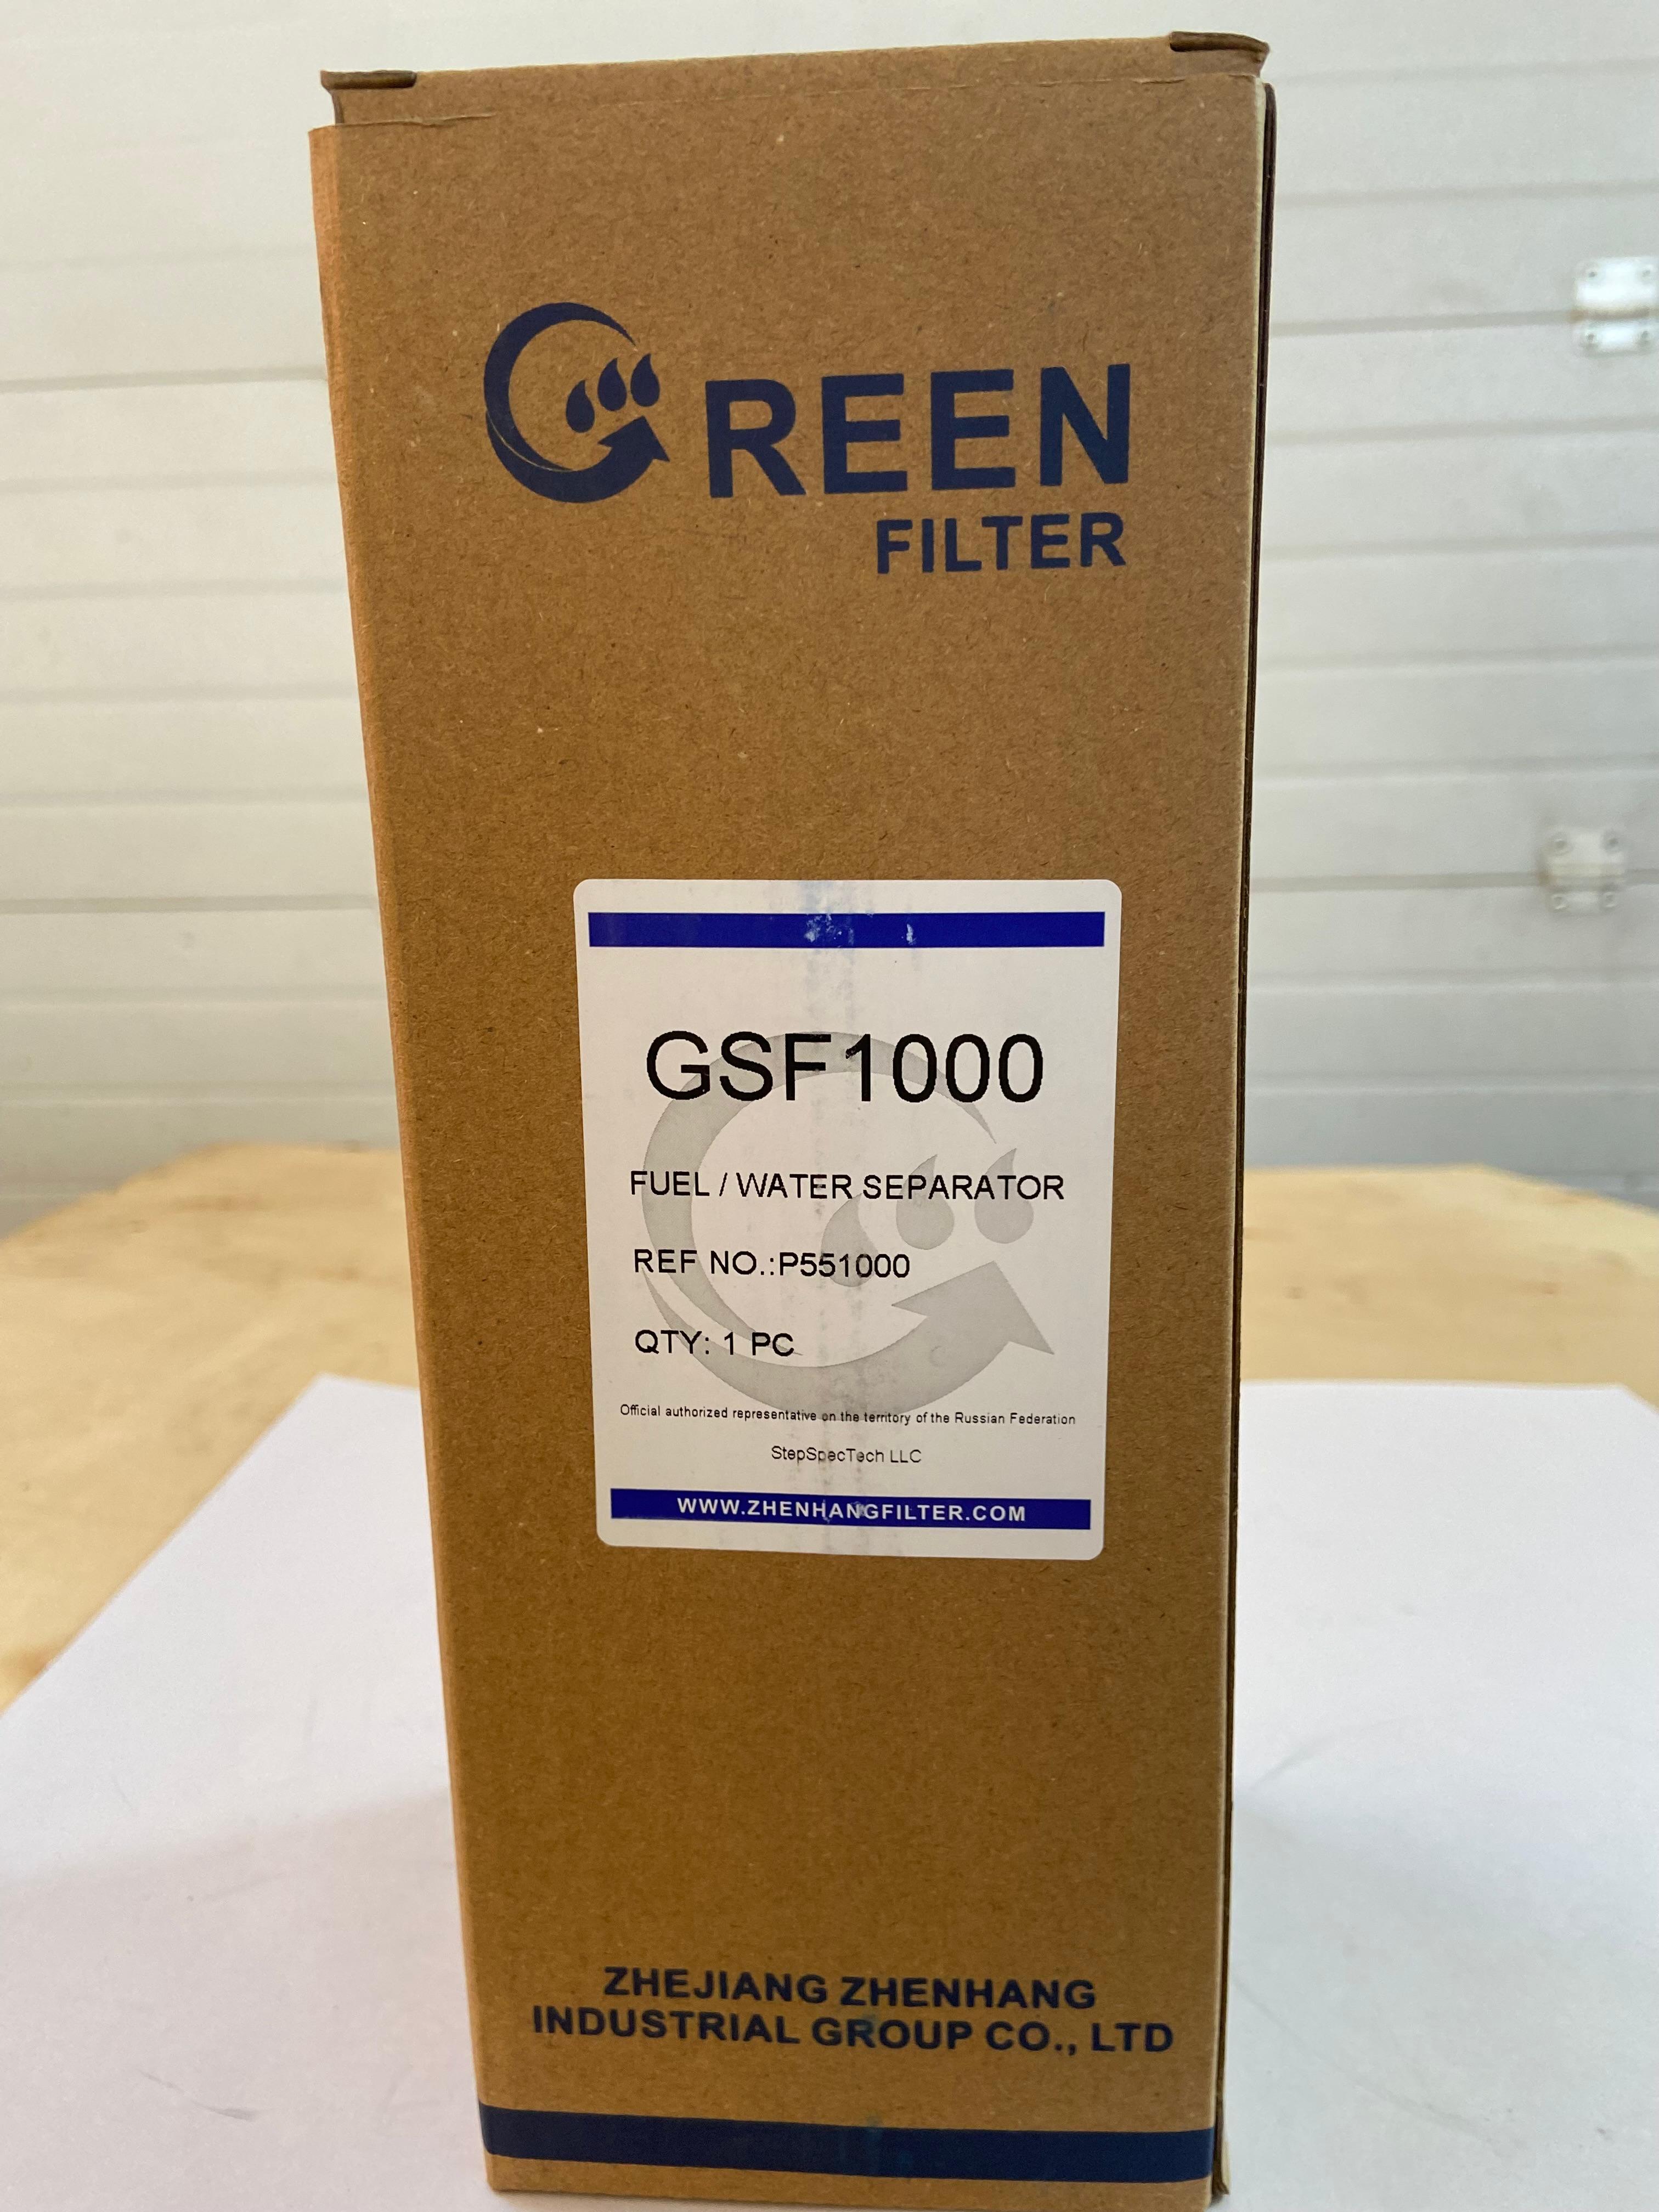 GREEN
FILTER
GSF1000
FUEL / WATER SEPARATOR
REF NO.:P551000
QTY: 1 PC
Official authorized representative on the territory of the Russian Federation
StepSpecTech LLC
WWW.ZHENHANGFILTER.COM
ZHEJIANG ZHENHANG
INDUSTRIAL GROUP CO., LTD